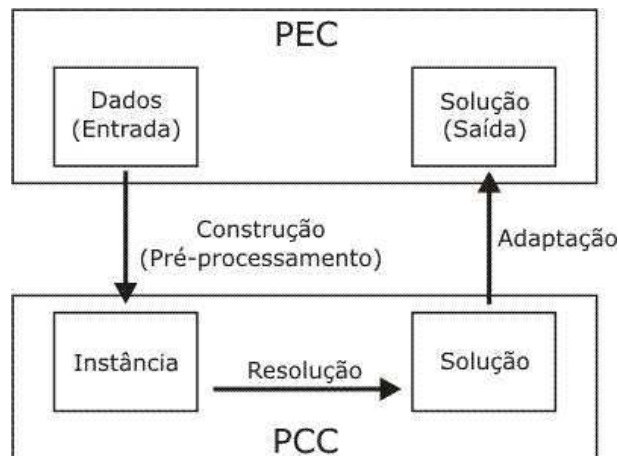 PEC
Dados
(Entrada)
Solução
(Saída)
Construção
(Pré-processamento)
Adaptação
Instância
Resolução
Solução
PCC